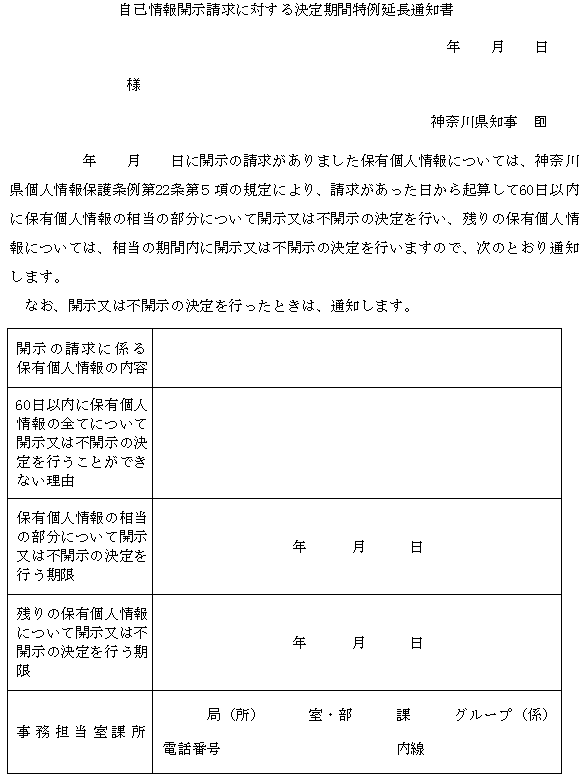 自己情報開示請求に対する決定期間特例延長通知書
年　月　日
様
神奈川県知事　印
年　月　日に開示の請求がありました保有個人情報については、神奈川
県個人情報保護条例第22条第５項の規定により、請求があった日から起算して60日以内
に保有個人情報の相当の部分について開示又は不開示の決定を行い、残りの保有個人情
報については、相当の期間内に開示又は不開示の決定を行いますので、次のとおり通知
します。
なお、開示又は不開示の決定を行ったときは、通知します。
開示の請求に係る
保有個人情報の内容
60日以内に保有個人
情報の全てについて
開示又は不開示の決
定を行うことができ
ない理由
保有個人情報の相当
の部分について開示
又は不開示の決定を
行う期限
年　月　日
残りの保有個人情報
について開示又は不
開示の決定を行う期
限
年　月　日
事務担当室課所
局（所）　室・部　課　グループ（係）
電話番号　内線